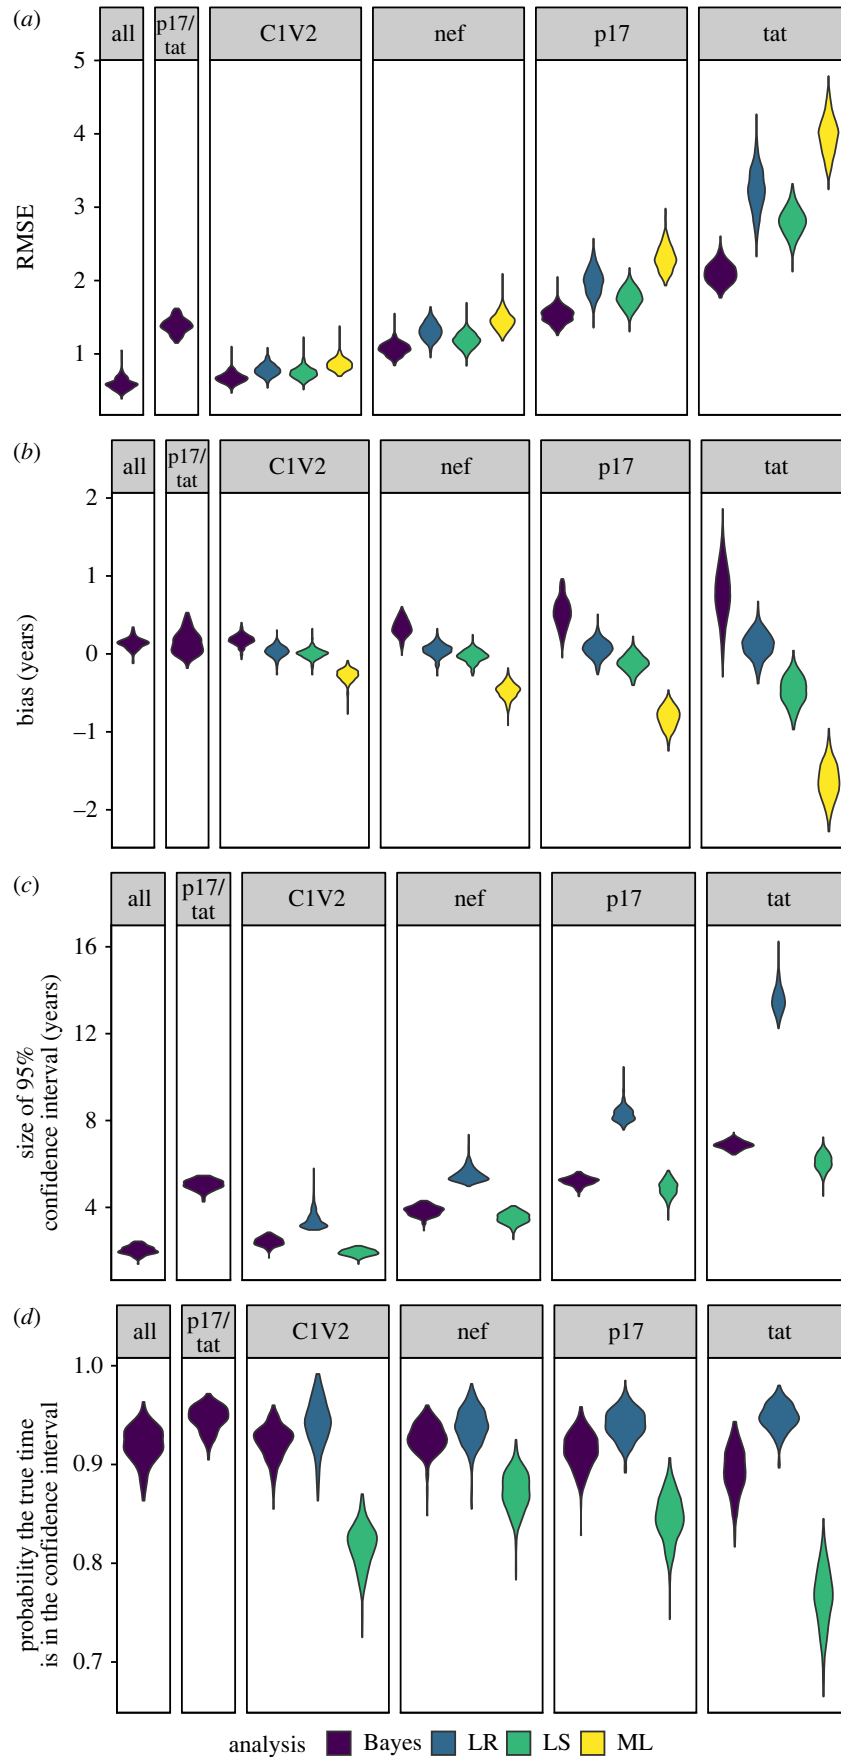 (a)
all p17/ tat C1V2 nef p17 tat
RMSE
5
4
3
2
1
(b)
all p17/ tat C1V2 nef p17 tat
bias (years)
2
1
0
–1
–2
(c)
all p17/ tat C1V2 nef p17 tat
size of 95%
confidence interval (years)
16
12
8
4
(d)
all p17/ tat C1V2 nef p17 tat
probability the true time
is in the confidence interval
1.0
0.9
0.8
0.7
analysis Bayes LR LS ML